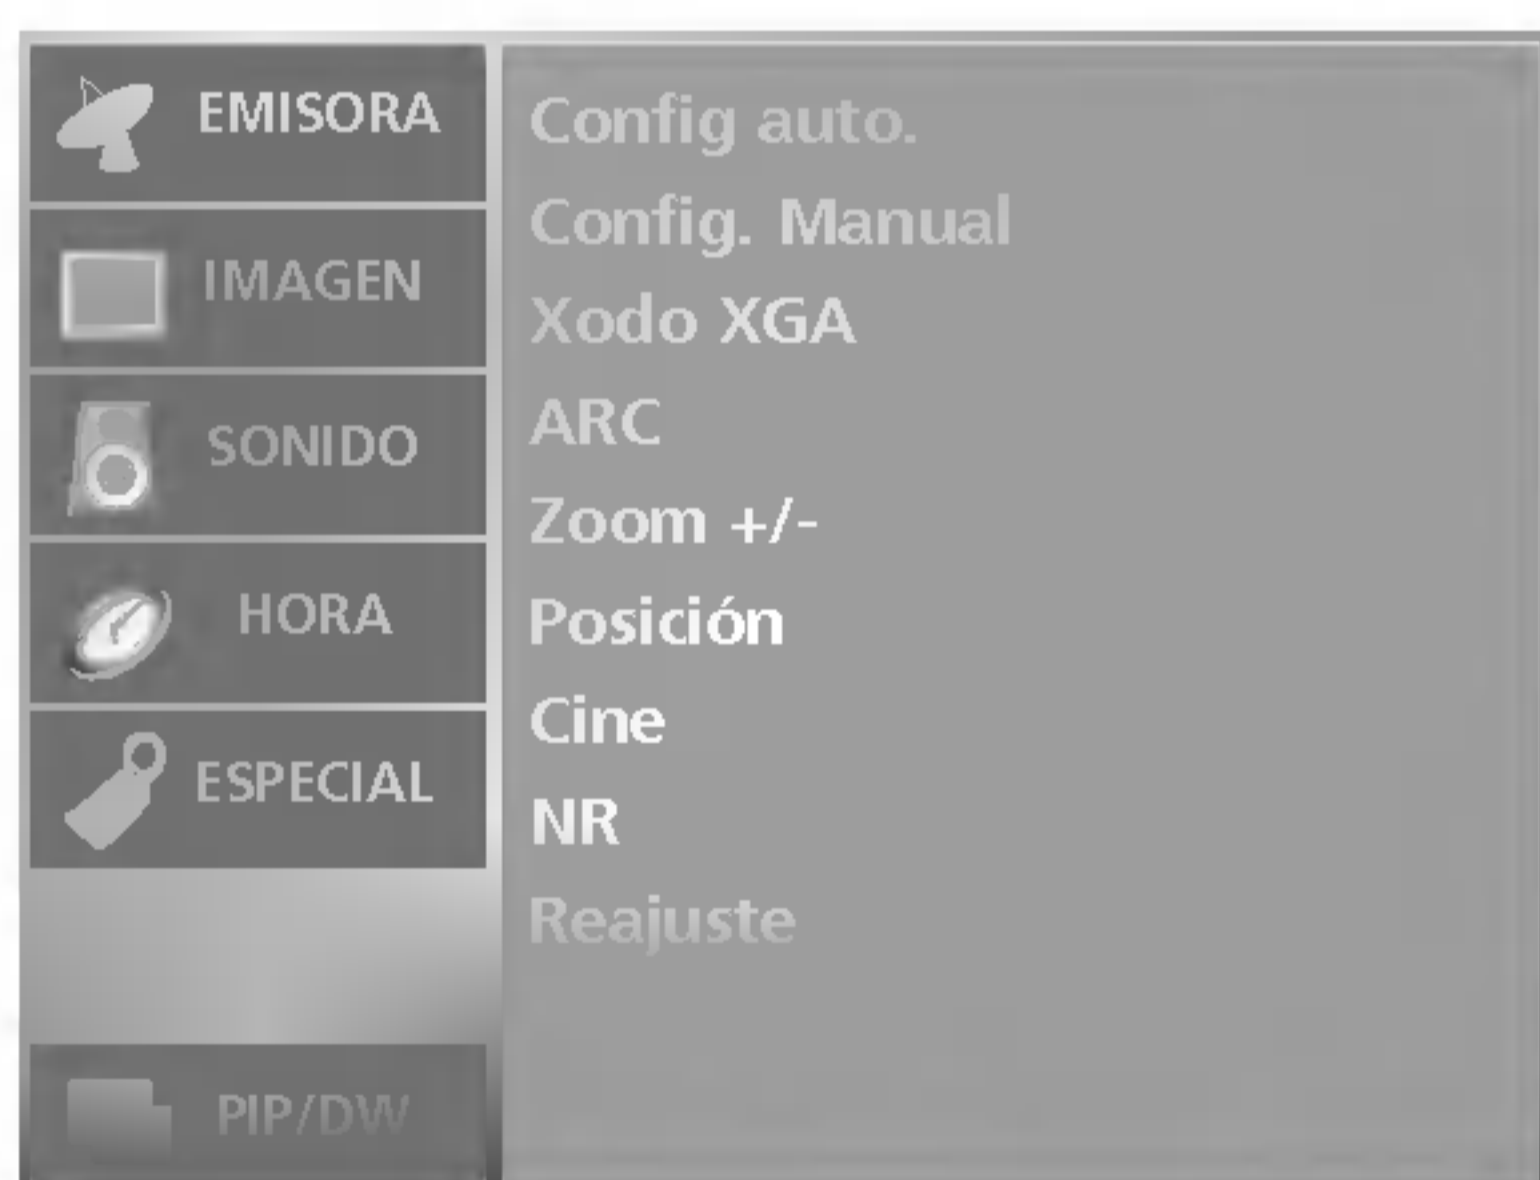 EMISORA
IMAGEN
SONIDO
HORA
ESPECIAL
PIP/DW
Config auto.
Config. Manual
Xodo XGA
ARC
Zoom +/-
Posición
Cine
NR
Reajuste